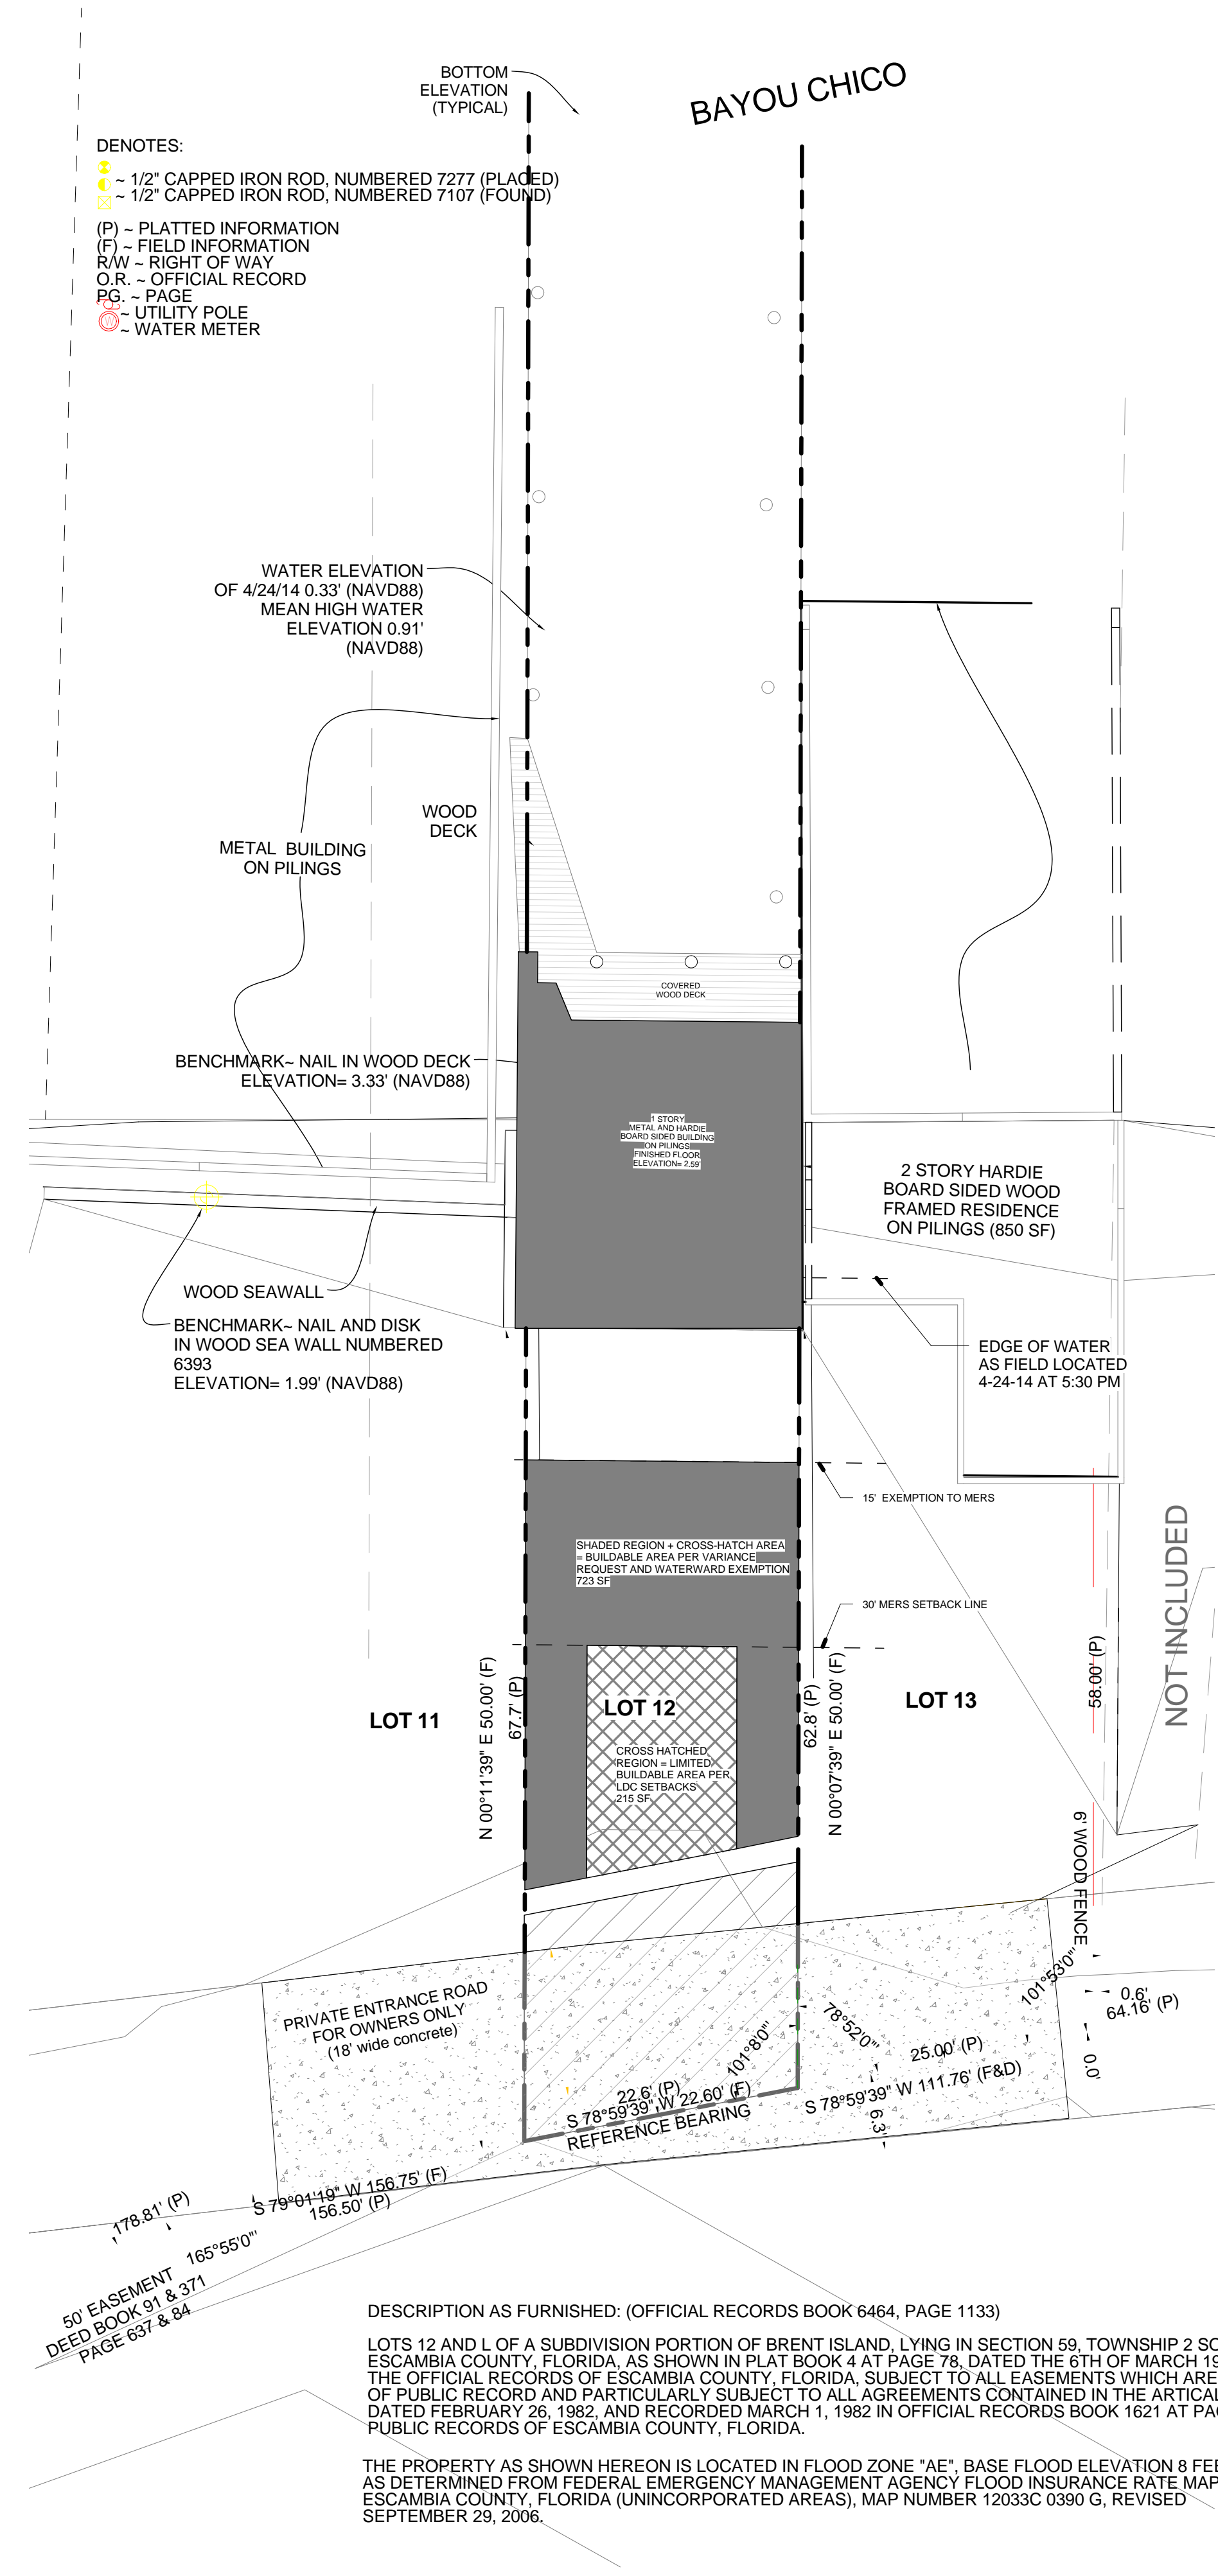 BOTTOM
ELEVATION
(TYPICAL)
BAYOU CHICO
DENOTES:
~ 1/2" CAPPED IRON ROD, NUMBERED 7277 (PLACED)
~ 1/2" CAPPED IRON ROD, NUMBERED 7107 (FOUND)
(P) ~ PLATTED INFORMATION
(F) ~ FIELD INFORMATION
R/W ~ RIGHT OF WAY
O.R. ~ OFFICIAL RECORD
PG. ~ PAGE
~ UTILITY POLE
W
~ WATER METER
WATER ELEVATION
OF 4/24/14 0.33' (NAVD88)
MEAN HIGH WATER
ELEVATION 0.91'
(NAVD88)
WOOD
DECK
METAL BUILDING
ON PILINGS
COVERED
WOOD DECK
BENCHMARK~ NAIL IN WOOD DECK
ELEVATION= 3.33' (NAVD88)
1 STORY
METAL AND HARDIE
BOARD SIDED BUILDING
ON PILINGS
FINISHED FLOOR
ELEVATION= 2.59'
2 STORY HARDIE
BOARD SIDED WOOD
FRAMED RESIDENCE
ON PILINGS (850 SF)
WOOD SEAWALL
BENCHMARK~ NAIL AND DISK
IN WOOD SEA WALL NUMBERED
6393
ELEVATION= 1.99' (NAVD88)
EDGE OF WATER
AS FIELD LOCATED
4-24-14 AT 5:30 PM
15' EXEMPTION TO MERS
SHADED REGION + CROSS-HATCH AREA
= BUILDABLE AREA PER VARIANCE
REQUEST AND WATERWARD EXEMPTION
723 SF
30' MERS SETBACK LINE
NOT INCLUDED
58.00' (P)
N 00°11'39" E 50.00' (F)
67.7' (P)
62.8' (P)
N 00°07'39" E 50.00' (F)
LOT 11
LOT 12
LOT 13
CROSS HATCHED
REGION = LIMITED
BUILDABLE AREA PER
LDC SETBACKS
215 SF
6' WOOD FENCE
PRIVATE ENTRANCE ROAD
FOR OWNERS ONLY
(18' wide concrete)
101°53'0"
0.6'
64.16' (P)
0.0'
101°8'0"
78°52'0"
25.00' (P)
S 78°59'39" W 111.76' (F&D)
6.3'
22.6' (P)
S 78°59'39" W 22.60' (F)
REFERENCE BEARING
S 79°01'19" W 156.75' (F)
156.50' (P)
178.81' (P)
165°55'0"
50' EASEMENT
DEED BOOK 91 & 371
PAGE 637 & 84
DESCRIPTION AS FURNISHED: (OFFICIAL RECORDS BOOK 6464, PAGE 1133)
LOTS 12 AND L OF A SUBDIVISION PORTION OF BRENT ISLAND, LYING IN SECTION 59, TOWNSHIP 2 SO
ESCAMBIA COUNTY, FLORIDA, AS SHOWN IN PLAT BOOK 4 AT PAGE 78, DATED THE 6TH OF MARCH 19
THE OFFICIAL RECORDS OF ESCAMBIA COUNTY, FLORIDA, SUBJECT TO ALL EASEMENTS WHICH ARE
OF PUBLIC RECORD AND PARTICULARLY SUBJECT TO ALL AGREEMENTS CONTAINED IN THE ARTICAL
DATED FEBRUARY 26, 1982, AND RECORDED MARCH 1, 1982 IN OFFICIAL RECORDS BOOK 1621 AT PAG
PUBLIC RECORDS OF ESCAMBIA COUNTY, FLORIDA.
THE PROPERTY AS SHOWN HEREON IS LOCATED IN FLOOD ZONE "AE", BASE FLOOD ELEVATION 8 FEE
AS DETERMINED FROM FEDERAL EMERGENCY MANAGEMENT AGENCY FLOOD INSURANCE RATE MAP
ESCAMBIA COUNTY, FLORIDA (UNINCORPORATED AREAS), MAP NUMBER 12033C 0390 G, REVISED
SEPTEMBER 29, 2006.